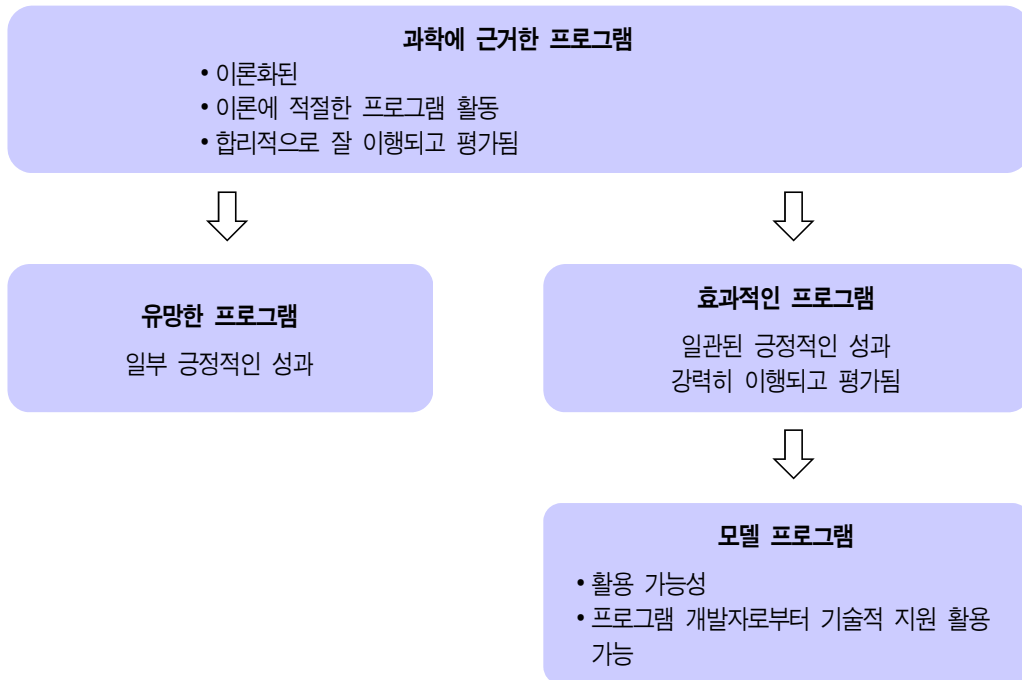 과학에 근거한 프로그램
• 이론화된
• 이론에 적절한 프로그램 활동
• 합리적으로 잘 이행되고 평가됨
유망한 프로그램
일부 긍정적인 성과
효과적인 프로그램
일관된 긍정적인 성과
강력히 이행되고 평가됨
모델 프로그램
• 활용 가능성
• 프로그램 개발자로부터 기술적 지원 활용
가능